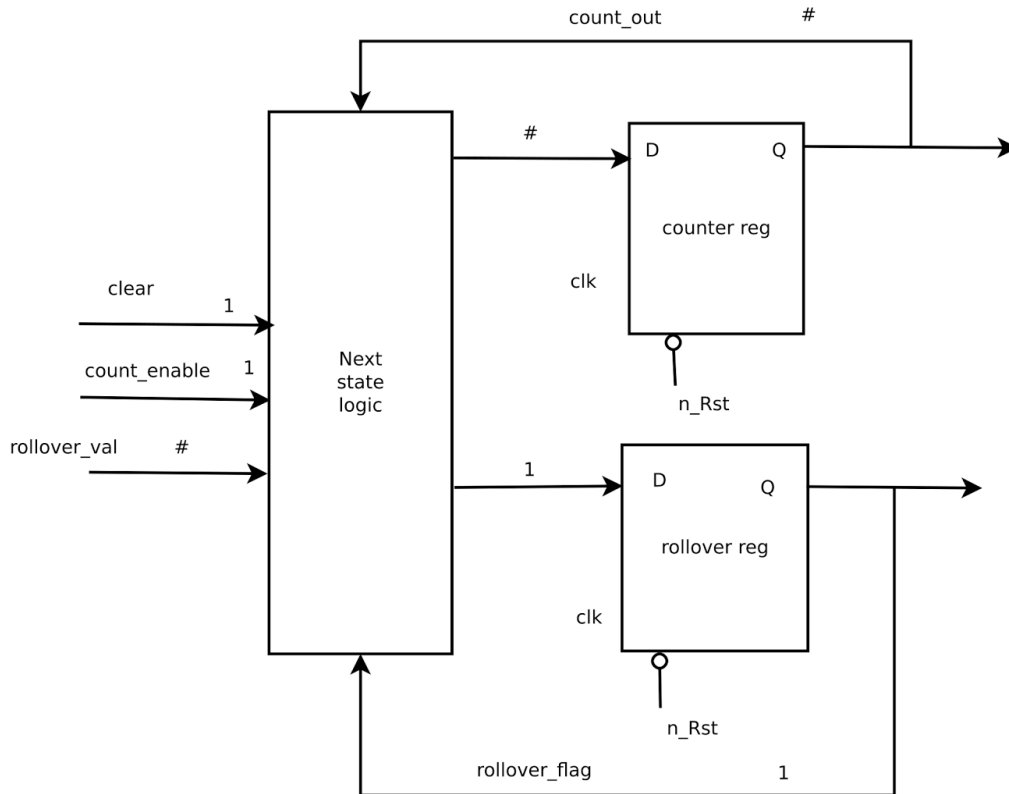 count_out #
#
D Q
counter reg
clk
n_Rst
clear 1
count_enable 1
rollover_val #
Next
state
logic
1
D Q
rollover reg
clk
n_Rst
rollover_flag 1